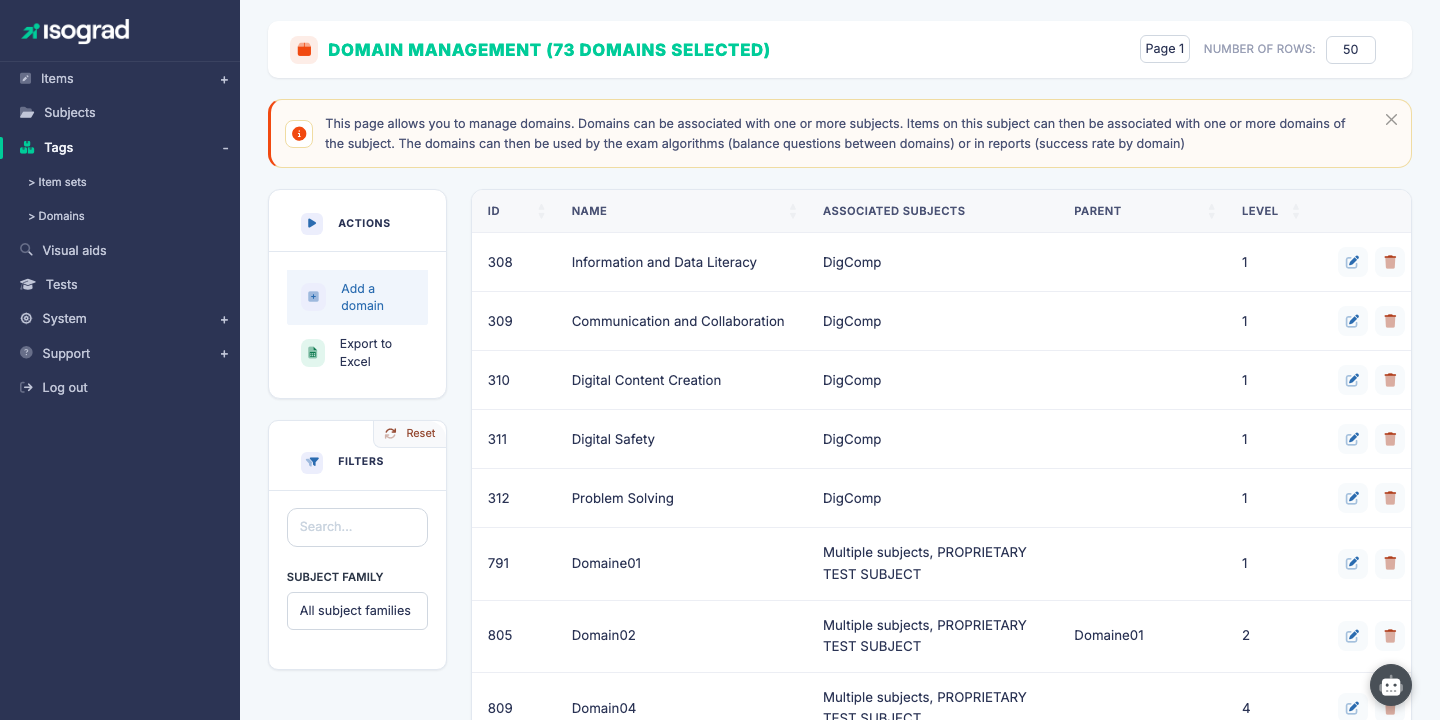 isograd
Items +
Subjects
Tags -
> Item sets
> Domains
Visual aids
Tests
System +
Support +
Log out
DOMAIN MANAGEMENT (73 DOMAINS SELECTED)
Page 1
NUMBER OF ROWS: 50
This page allows you to manage domains. Domains can be associated with one or more subjects. Items on this subject can then be associated with one or more domains of
the subject. The domains can then be used by the exam algorithms (balance questions between domains) or in reports (success rate by domain)
ACTIONS
Add a
domain
Export to
Excel
Reset
FILTERS
Search...
SUBJECT FAMILY
All subject families
ID NAME ASSOCIATED SUBJECTS PARENT LEVEL
308 Information and Data Literacy DigComp 1
309 Communication and Collaboration DigComp 1
310 Digital Content Creation DigComp 1
311 Digital Safety DigComp 1
312 Problem Solving DigComp 1
791 Domaine01 Multiple subjects, PROPRIETARY
TEST SUBJECT 1
805 Domain02 Multiple subjects, PROPRIETARY
TEST SUBJECT Domaine01 2
809 Domain04 Multiple subjects, PROPRIETARY
TEST SUBJECT 4